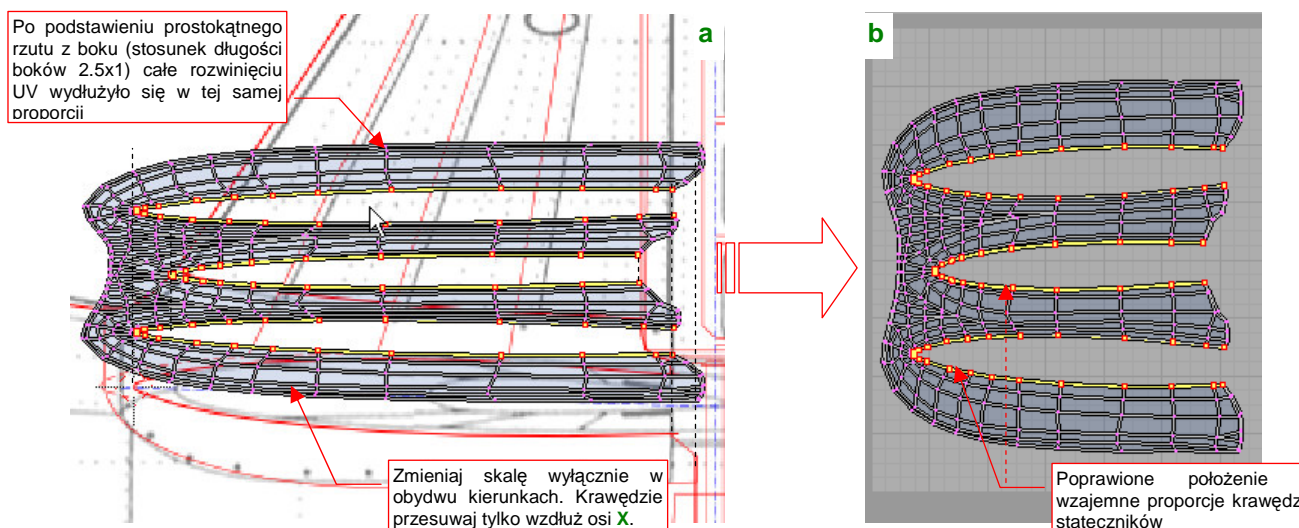 Po podstawieniu prostokątnego
rzutu z boku (stosunek długości
boków 2.5x1) całe rozwinięciu
UV wydłużyło się w tej samej
proporcji
a
b
Zmieniaj skalę wyłącznie w
obydwu kierunkach. Krawędzie
przesuwaj tylko wzdłuż osi X.
Poprawione położenie
wzajemne proporcje krawędz
stateczników